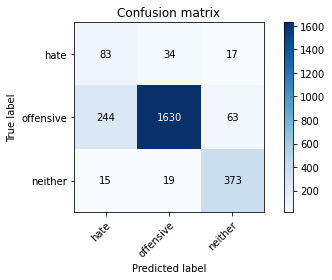 Confusion matrix
True label
hate 83 34 17
offensive 244 1630 63
neither 15 19 373
hate offensive neither
Predicted label
1600
1400
1200
1000
800
600
400
200